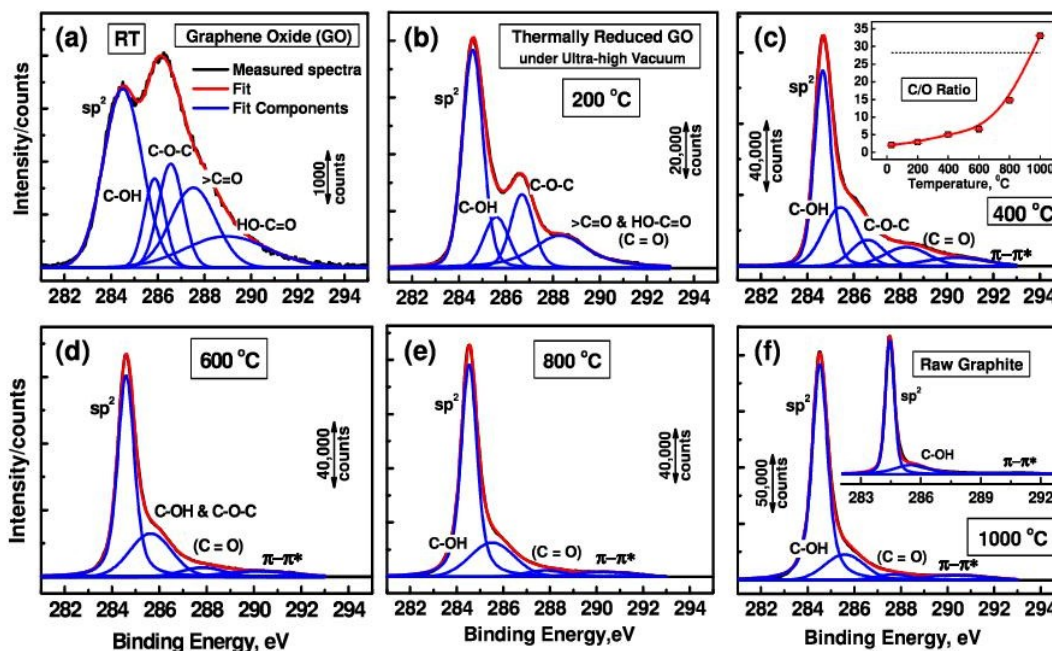 (a)
RT
Graphene Oxide (GO)
Measured spectra
Fit
Fit Components
sp²
C-OH
C-O-C
>C=O
HO-C=O
1000
counts
Intensity/counts
282 284 286 288 290 292 294
(b)
Thermally Reduced GO
under Ultra-high Vacuum
200 °C
sp²
C-OH
C-O-C
>C=O & HO-C=O
(C = O)
20,000
counts
282 284 286 288 290 292 294
(c)
sp²
40,000
counts
C-OH
C-O-C
(C = O)
π-π*
400 °C
C/O Ratio
35
30
25
20
15
10
5
0
0 200 400 600 800 1000
Temperature, °C
282 284 286 288 290 292 294
(d)
600 °C
sp²
C-OH & C-O-C
(C = O)
π-π*
40,000
counts
Intensity/counts
282 284 286 288 290 292 294
Binding Energy, eV
(e)
800 °C
sp²
C-OH
(C = O)
π-π*
40,000
counts
282 284 286 288 290 292 294
Binding Energy,eV
(f)
sp²
50,000
counts
C-OH
(C = O)
π-π*
1000 °C
Raw Graphite
sp²
C-OH
π-π*
283 286 289 292
282 284 286 288 290 292 294
Binding Energy, eV